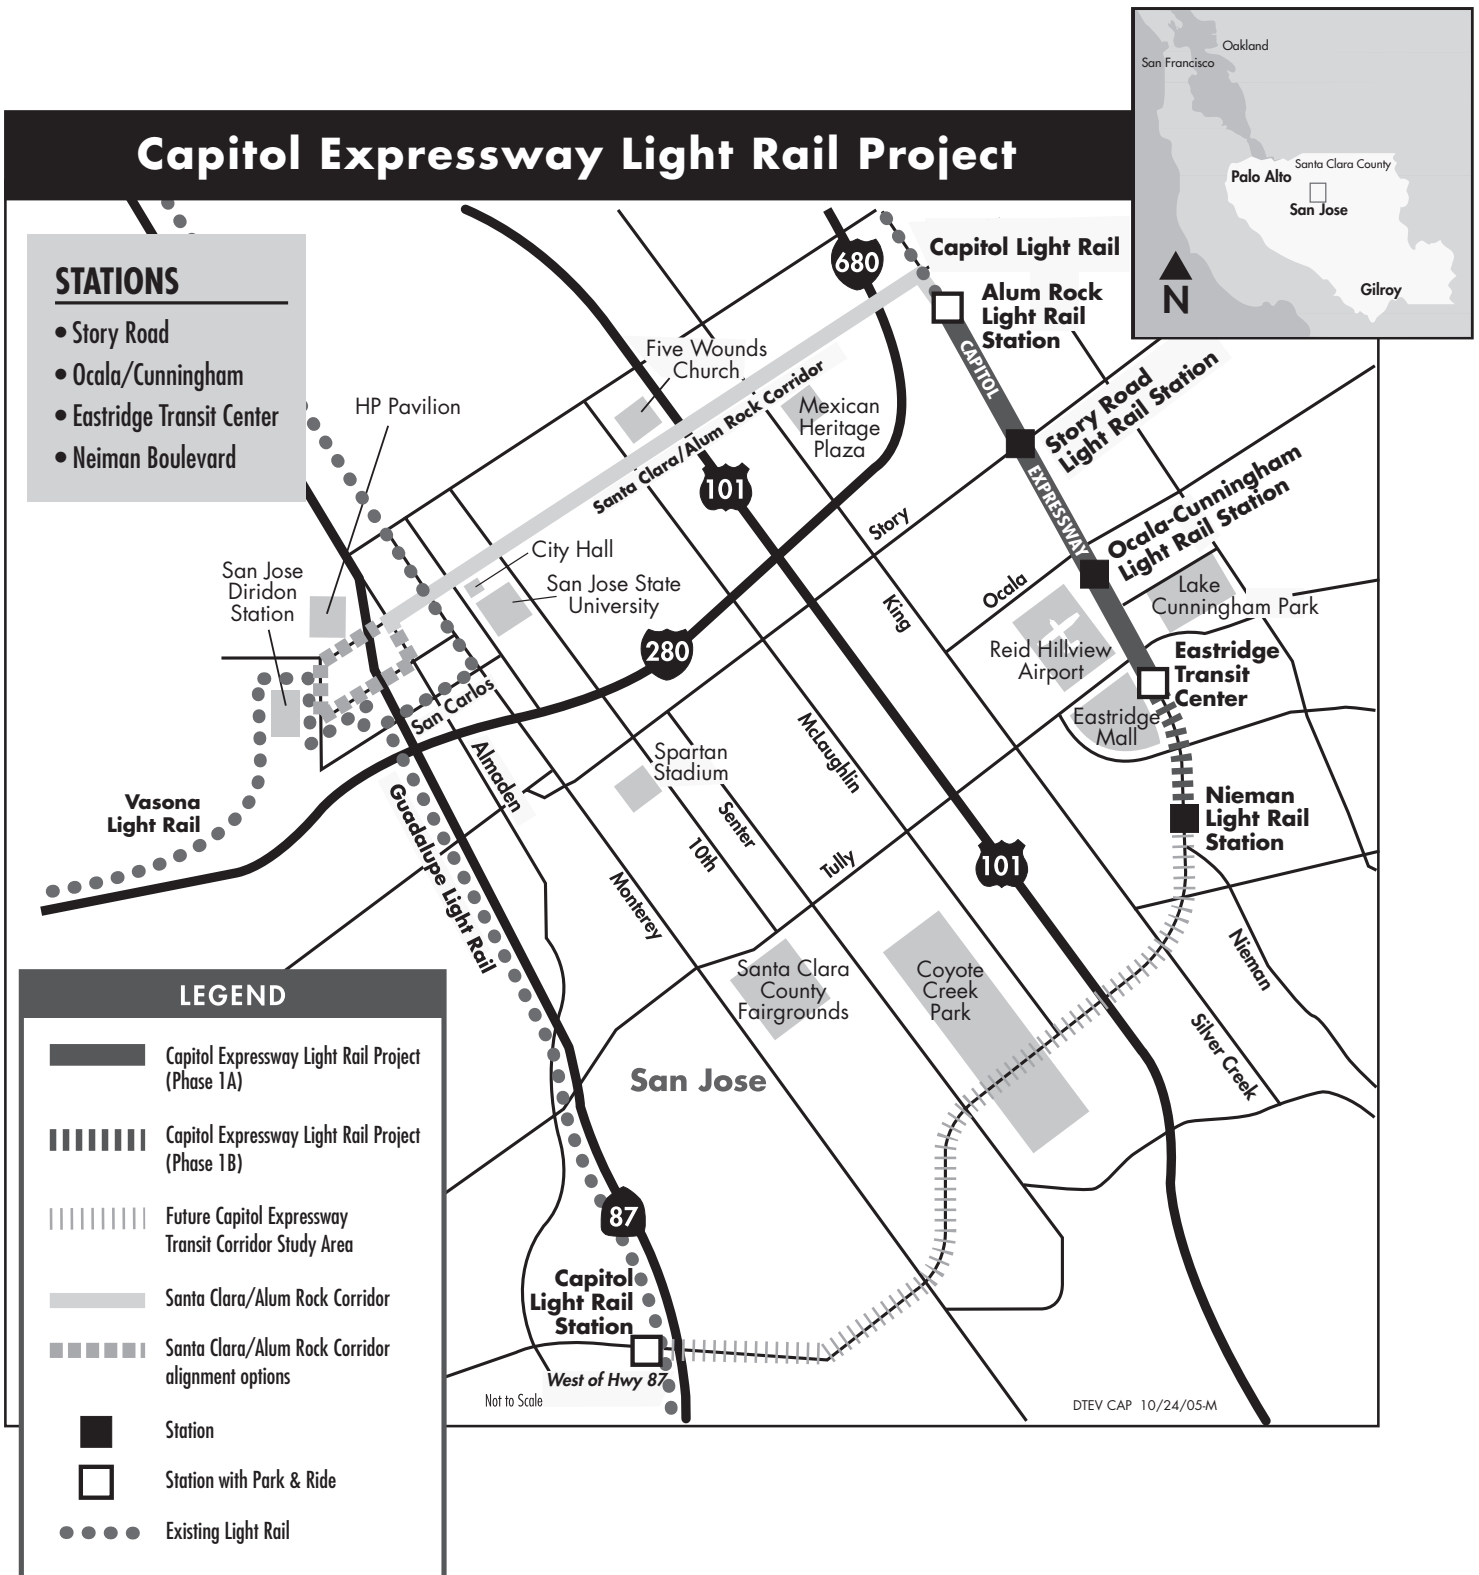 Oakland
San Francisco
Santa Clara County
Palo Alto
San Jose
Gilroy
N
Capitol Expressway Light Rail Project
STATIONS
• Story Road
• Ocala/Cunningham
• Eastridge Transit Center
• Neiman Boulevard
680
Capitol Light Rail
Alum Rock
Light Rail
Station
CAPITOL
EXPRESSWAY
Story Road
Light Rail Station
Ocala-Cunningham
Light Rail Station
Five Wounds
Church
Santa Clara/Alum Rock Corridor
Mexican
Heritage
Plaza
HP Pavilion
101
Story
City Hall
San Jose State
University
San Jose
Diridon
Station
Ocala
King
Lake
Cunningham Park
Reid Hillview
Airport
280
Eastridge
Transit
Center
Eastridge
Mall
San Carlos
Almaden
Spartan
Stadium
McLaughlin
Senter
10th
Tully
Vasona
Light Rail
Guadalupe Light Rail
Monterey
Nieman
Light Rail
Station
101
Nieman
Silver Creek
Santa Clara
County
Fairgrounds
Coyote
Creek
Park
San Jose
87
Capitol
Light Rail
Station
West of Hwy 87
Not to Scale
DTEV CAP 10/24/05-M
LEGEND
Capitol Expressway Light Rail Project
(Phase 1A)
Capitol Expressway Light Rail Project
(Phase 1B)
Future Capitol Expressway
Transit Corridor Study Area
Santa Clara/Alum Rock Corridor
Santa Clara/Alum Rock Corridor
alignment options
Station
Station with Park & Ride
Existing Light Rail